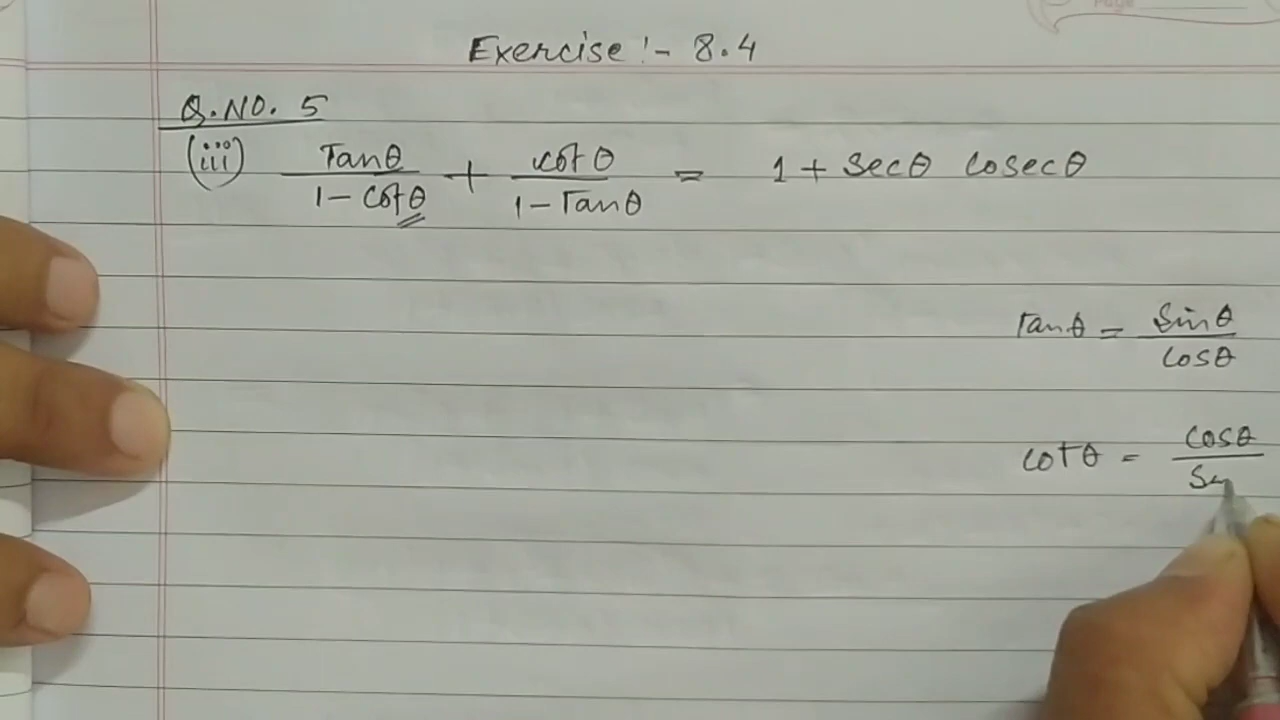 Exercise :- 8.4
Q.NO. 5
(iii) Tanθ / 1 - Cotθ + cot θ / 1 - Tanθ = 1 + secθ cosecθ
Tanθ = Sinθ / cosθ
cotθ = cosθ /